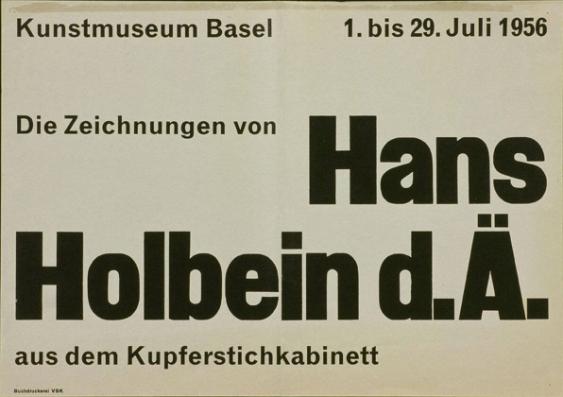 Kunstmuseum Basel 1. bis 29. Juli 1956
Die Zeichnungen von Hans
Holbein d.Ä.
aus dem Kupferstichkabinett
Buchdruckerei VSK